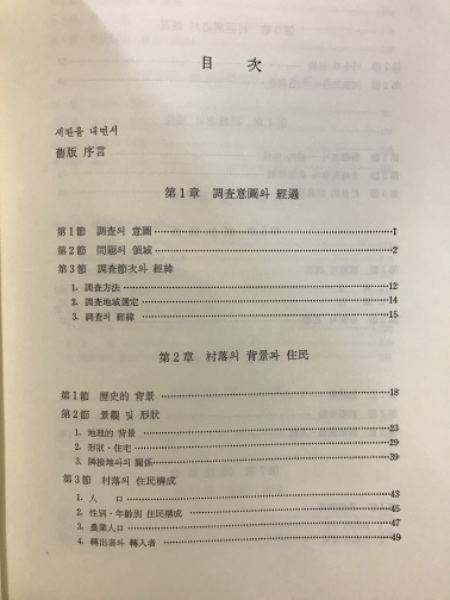 目 次
새판을 내면서
舊版 序言
第1章 調査意圖와 經過
第1節 調査의 意圖 1
第2節 問題의 領域 2
第3節 調査節次와 經緯
1. 調査方法 12
2. 調査地域選定 14
3. 調査의 經緯 15
第2章 村落의 背景과 住民
第1節 歷史的 背景 18
第2節 景觀 및 形狀
1. 地理的 背景 23
2. 形狀·住宅 29
3. 隣接地와의 關係 39
第3節 村落의 住民構成
1. 人 口 43
2. 性別·年齡別 住民構成 45
3. 農業人口 47
4. 轉出者와 轉入者 49